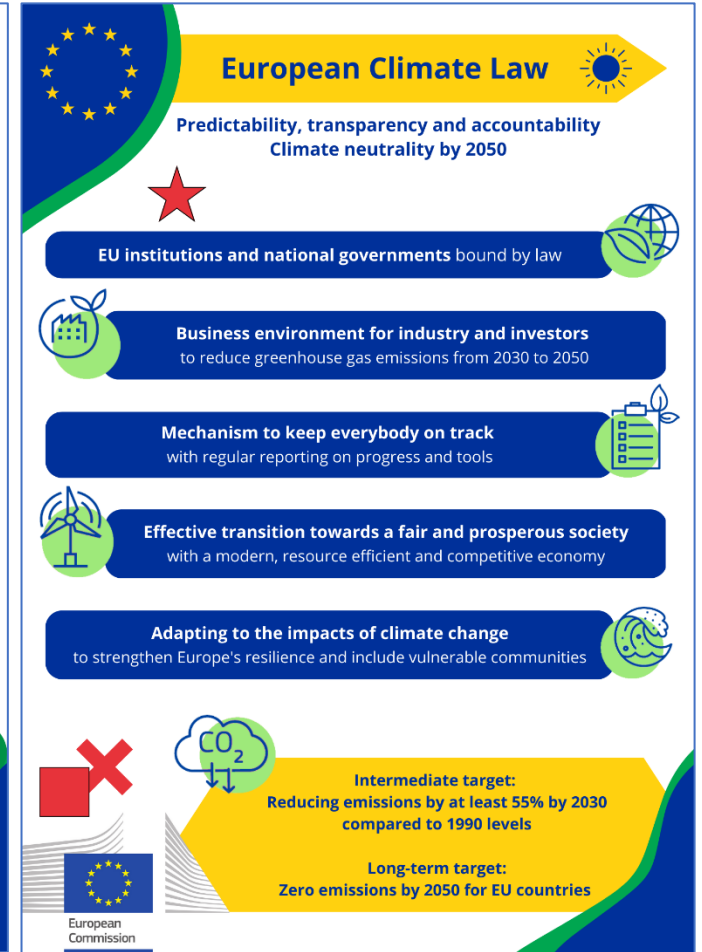 European Climate Law
Predictability, transparency and accountability
Climate neutrality by 2050
EU institutions and national governments bound by law
Business environment for industry and investors
to reduce greenhouse gas emissions from 2030 to 2050
Mechanism to keep everybody on track
with regular reporting on progress and tools
Effective transition towards a fair and prosperous society
with a modern, resource efficient and competitive economy
Adapting to the impacts of climate change
to strengthen Europe's resilience and include vulnerable communities
CO2
Intermediate target:
Reducing emissions by at least 55% by 2030
compared to 1990 levels
Long-term target:
Zero emissions by 2050 for EU countries
European
Commission